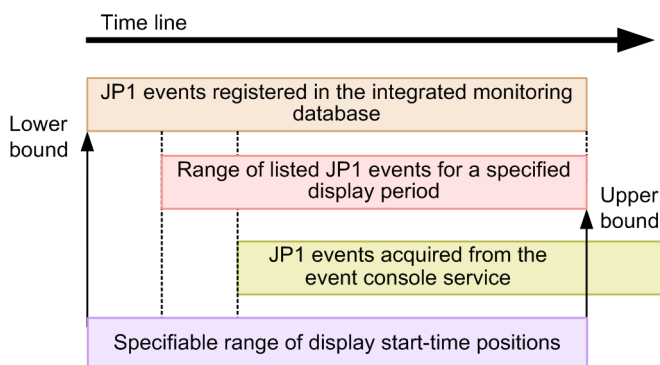 Time line
JP1 events registered in the integrated monitoring
database
Lower
bound
Range of listed JP1 events for a specified
display period
Upper
bound
JP1 events acquired from the
event console service
Specifiable range of display start-time positions